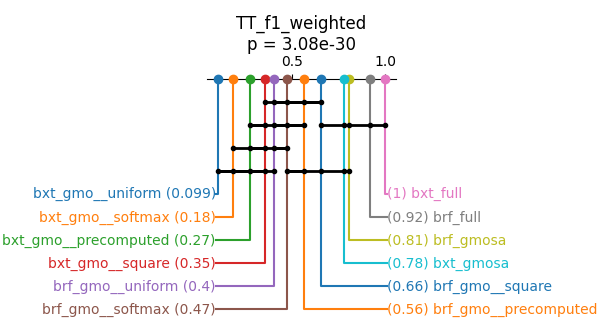 TT_f1_weighted
p = 3.08e-30
0.5 1.0
bxt_gmo__uniform (0.099) (1) bxt_full
bxt_gmo__softmax (0.18) (0.92) brf_full
bxt_gmo__precomputed (0.27) (0.81) brf_gmosa
bxt_gmo__square (0.35) (0.78) bxt_gmosa
brf_gmo__uniform (0.4) (0.66) brf_gmo__square
brf_gmo__softmax (0.47) (0.56) brf_gmo__precomputed